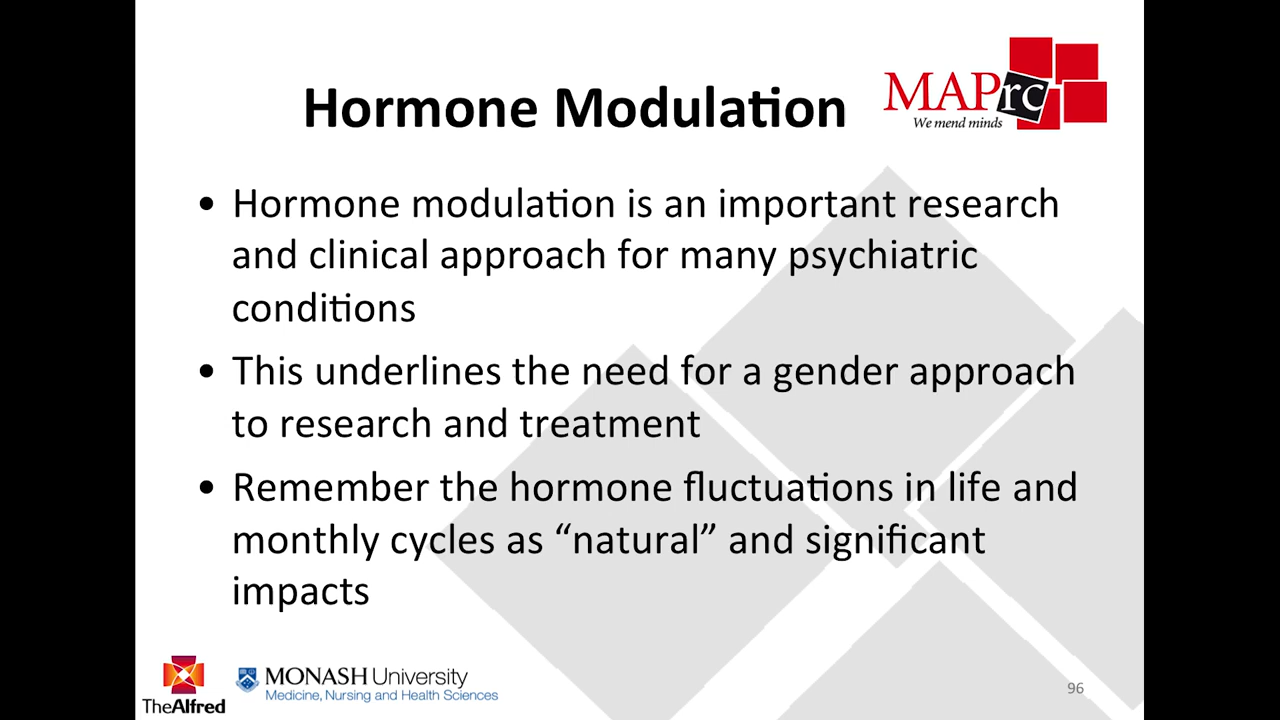 Hormone Modulation
MAPrc
We mend minds
• Hormone modulation is an important research
and clinical approach for many psychiatric
conditions
• This underlines the need for a gender approach
to research and treatment
• Remember the hormone fluctuations in life and
monthly cycles as “natural” and significant
impacts
TheAlfred
MONASH University
Medicine, Nursing and Health Sciences
96